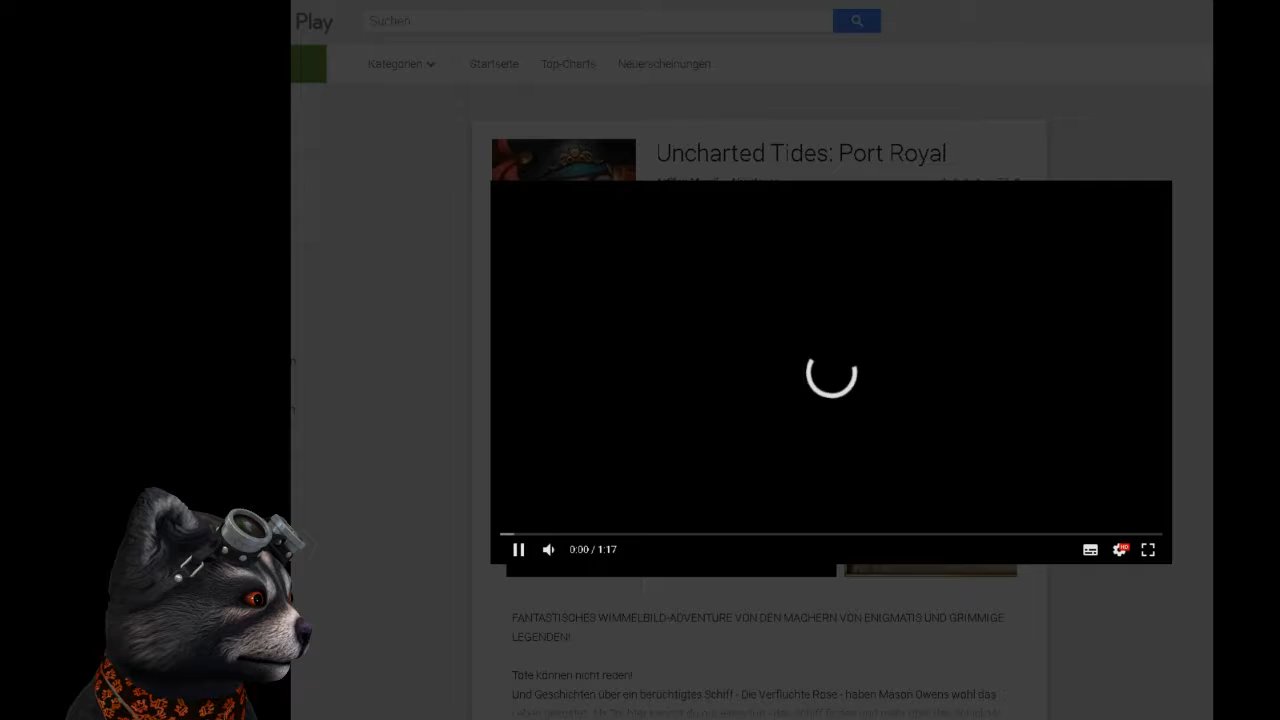 Play
Suchen
Kategorien Startseite Top-Charts Neuerscheinungen
Uncharted Tides: Port Royal
0:00 / 1:17
HD
FANTASTISCHES WIMMELBILD-ADVENTURE VON DEN MACHERN VON ENIGMATIS UND GRIMMIGE
LEGENDEN!
Tote können nicht reden!
Und Geschichten über ein berüchtigtes Schiff - Die Verfluchte Rose - haben Mason Owens wohl das